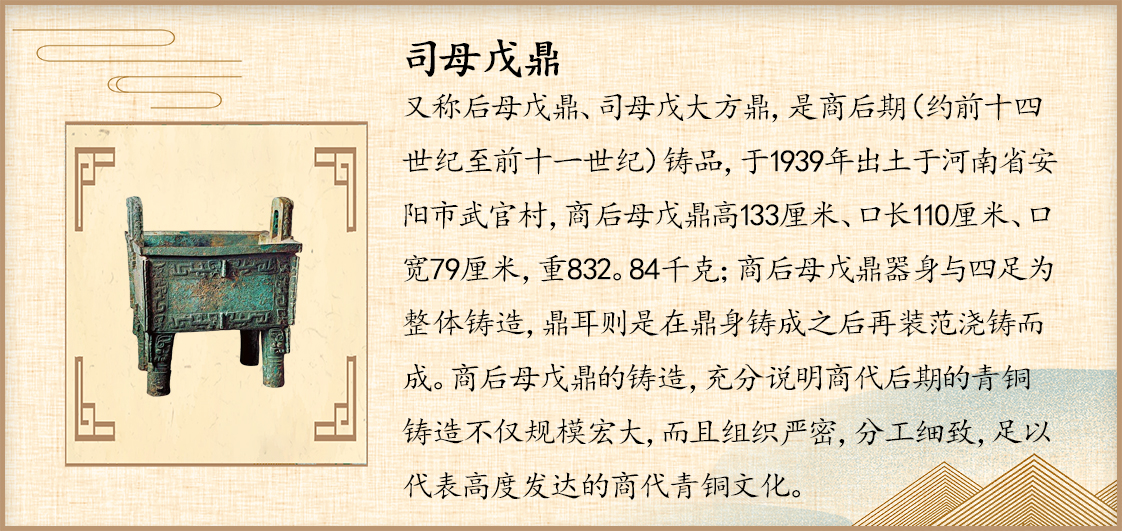 司母戊鼎
又称后母戊鼎、司母戊大方鼎,是商后期(约前十四
世纪至前十一世纪)铸品,于1939年出土于河南省安
阳市武官村,商后母戊鼎高133厘米、口长110厘米、口
宽79厘米,重832。84千克;商后母戊鼎器身与四足为
整体铸造,鼎耳则是在鼎身铸成之后再装范浇铸而
成。商后母戊鼎的铸造,充分说明商代后期的青铜
铸造不仅规模宏大,而且组织严密,分工细致,足以
代表高度发达的商代青铜文化。